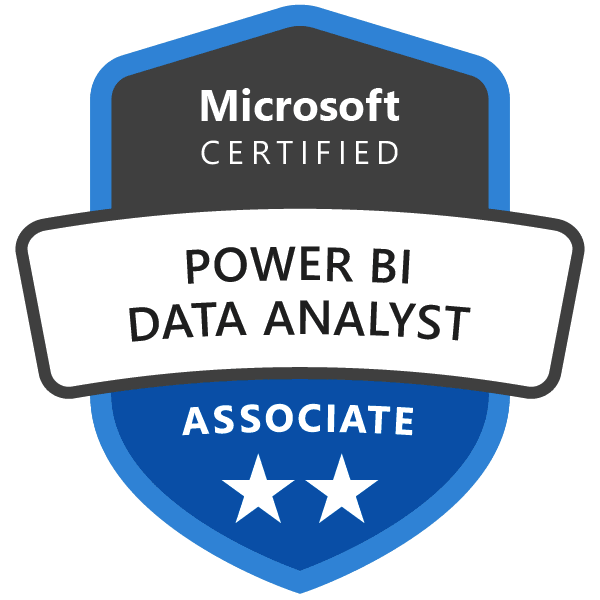 Microsoft
CERTIFIED
POWER BI
DATA ANALYST
ASSOCIATE